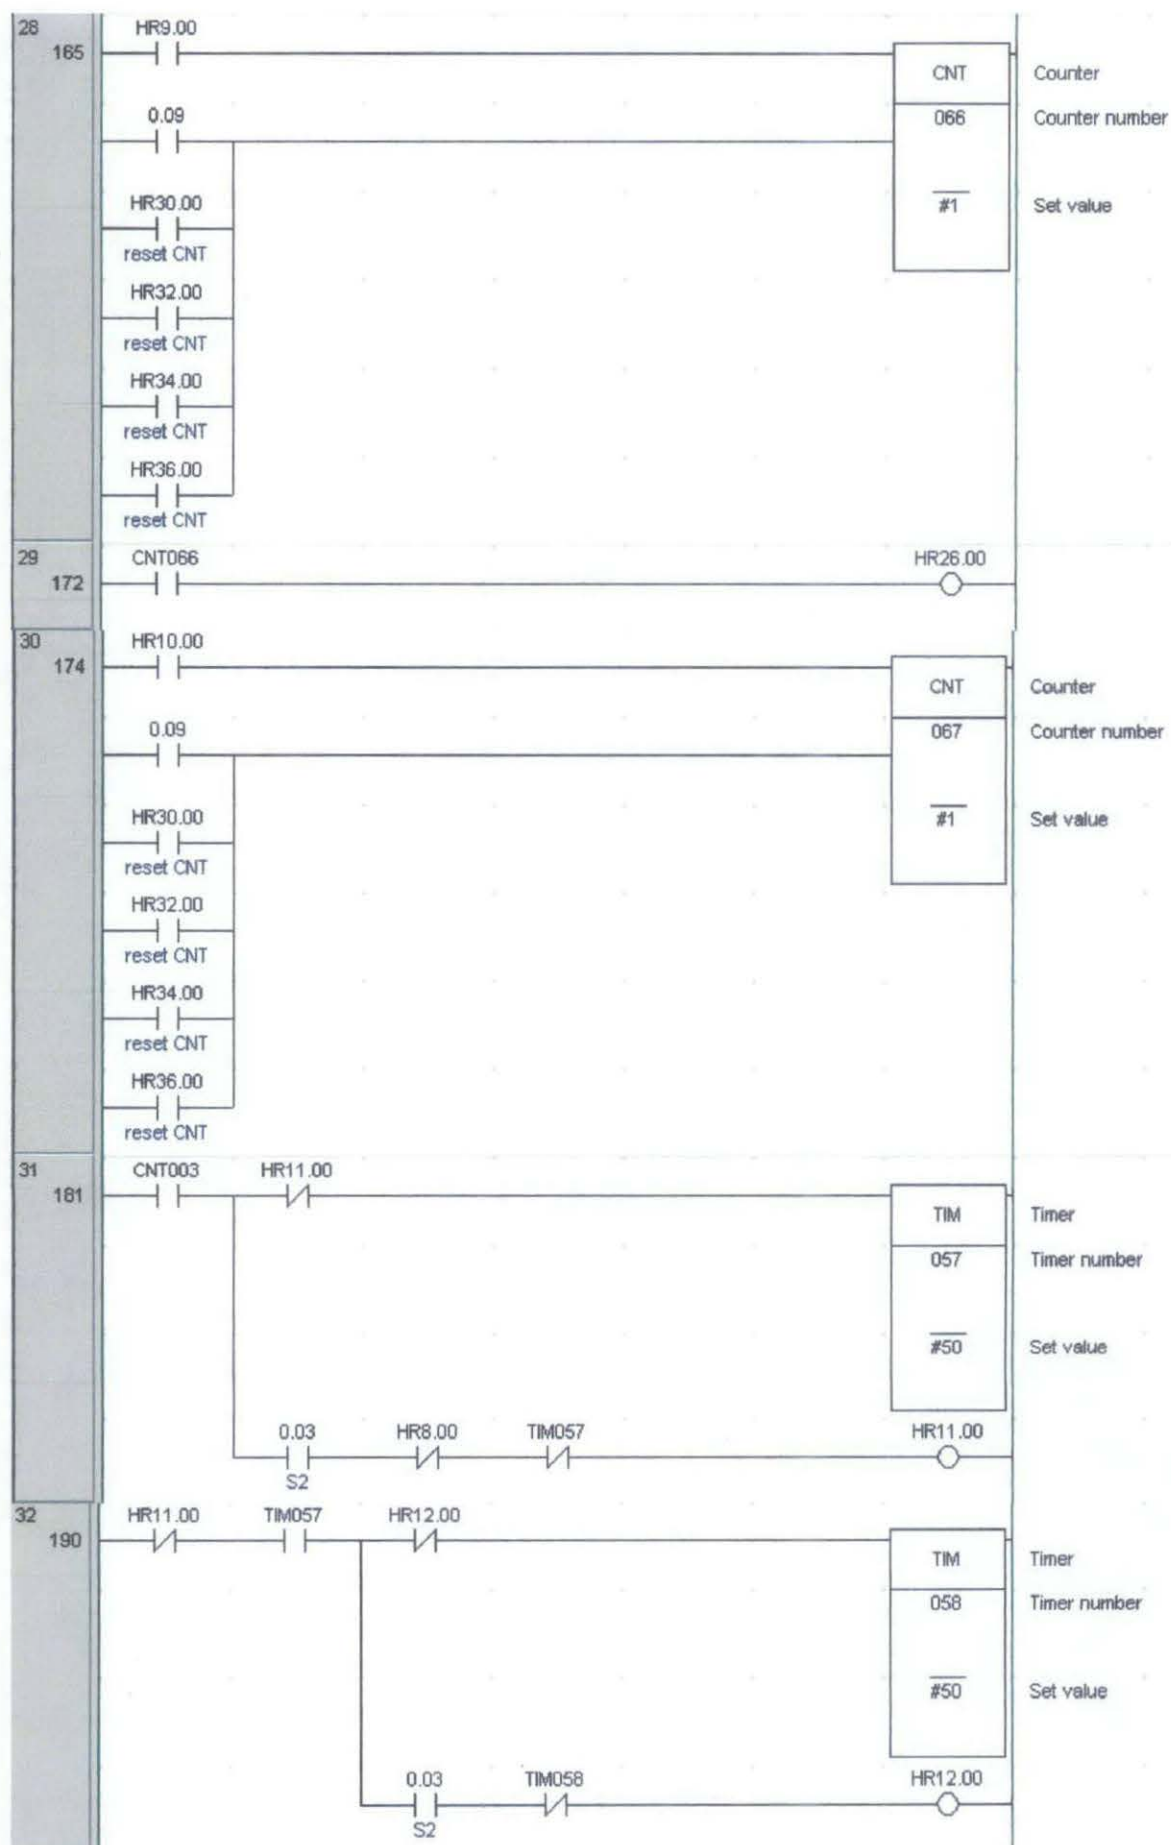 28
165
HR9.00
CNT Counter
0.09
066 Counter number
HR30.00
#1 Set value
reset CNT
HR32.00
reset CNT
HR34.00
reset CNT
HR36.00
reset CNT
29
172
CNT066 HR26.00
30
174
HR10.00
CNT Counter
0.09
067 Counter number
HR30.00
#1 Set value
reset CNT
HR32.00
reset CNT
HR34.00
reset CNT
HR36.00
reset CNT
31
181
CNT003 HR11.00
TIM Timer
057 Timer number
#50 Set value
0.03 HR8.00 TIM057 HR11.00
S2
32
190
HR11.00 TIM057 HR12.00
TIM Timer
058 Timer number
#50 Set value
0.03 TIM058 HR12.00
S2